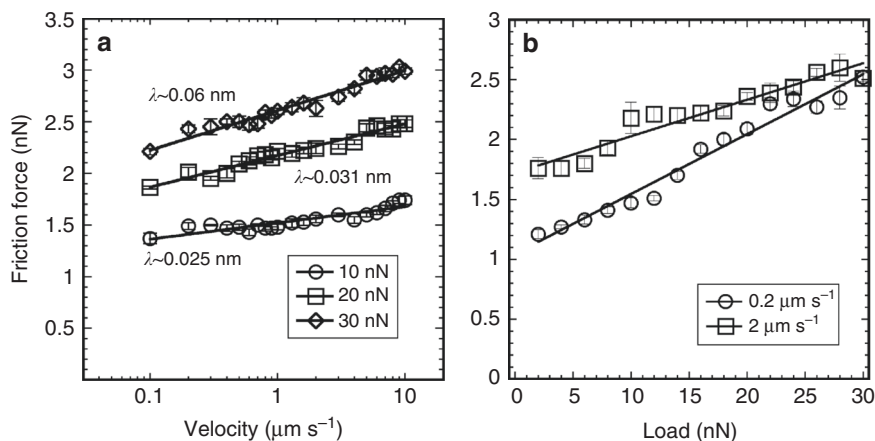 a
Friction force (nN)
3.5
3
2.5
2
1.5
1
0.5
λ~0.06 nm
λ~0.031 nm
λ~0.025 nm
10 nN
20 nN
30 nN
0.1
1
10
Velocity (μm s⁻¹)
b
3
2.5
2
1.5
1
0.5
0
0.2 μm s⁻¹
2 μm s⁻¹
0 5 10 15 20 25 30
Load (nN)